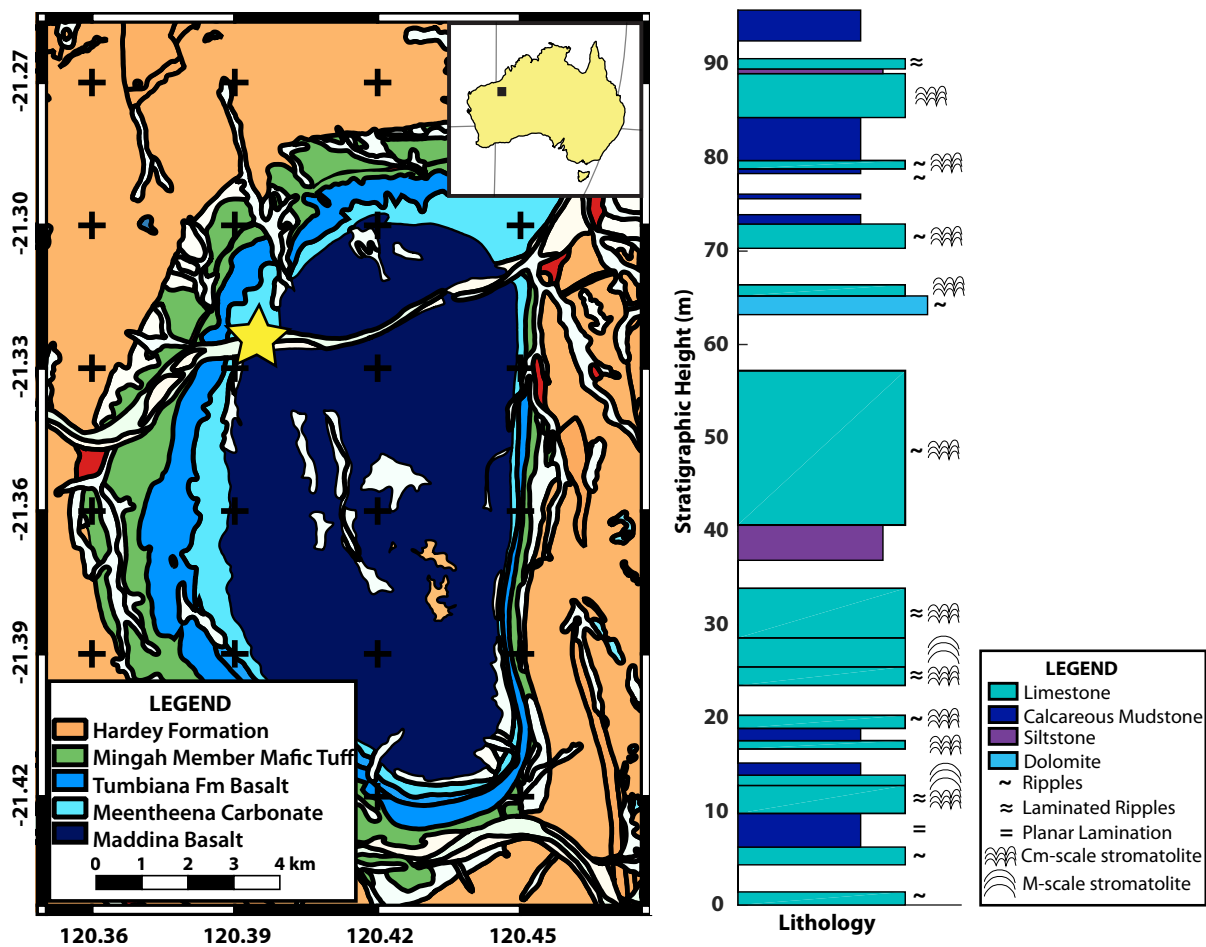 -21.27
-21.30
-21.33
-21.36
-21.39
-21.42
LEGEND
Hardey Formation
Mingah Member Mafic Tuff
Tumbiana Fm Basalt
Meentheena Carbonate
Maddina Basalt
0 1 2 3 4 km
120.36 120.39 120.42 120.45
Stratigraphic Height (m)
90
80
70
60
50
40
30
20
10
0
Lithology
LEGEND
Limestone
Calcareous Mudstone
Siltstone
Dolomite
~ Ripples
≈ Laminated Ripples
= Planar Lamination
Cm-scale stromatolite
M-scale stromatolite